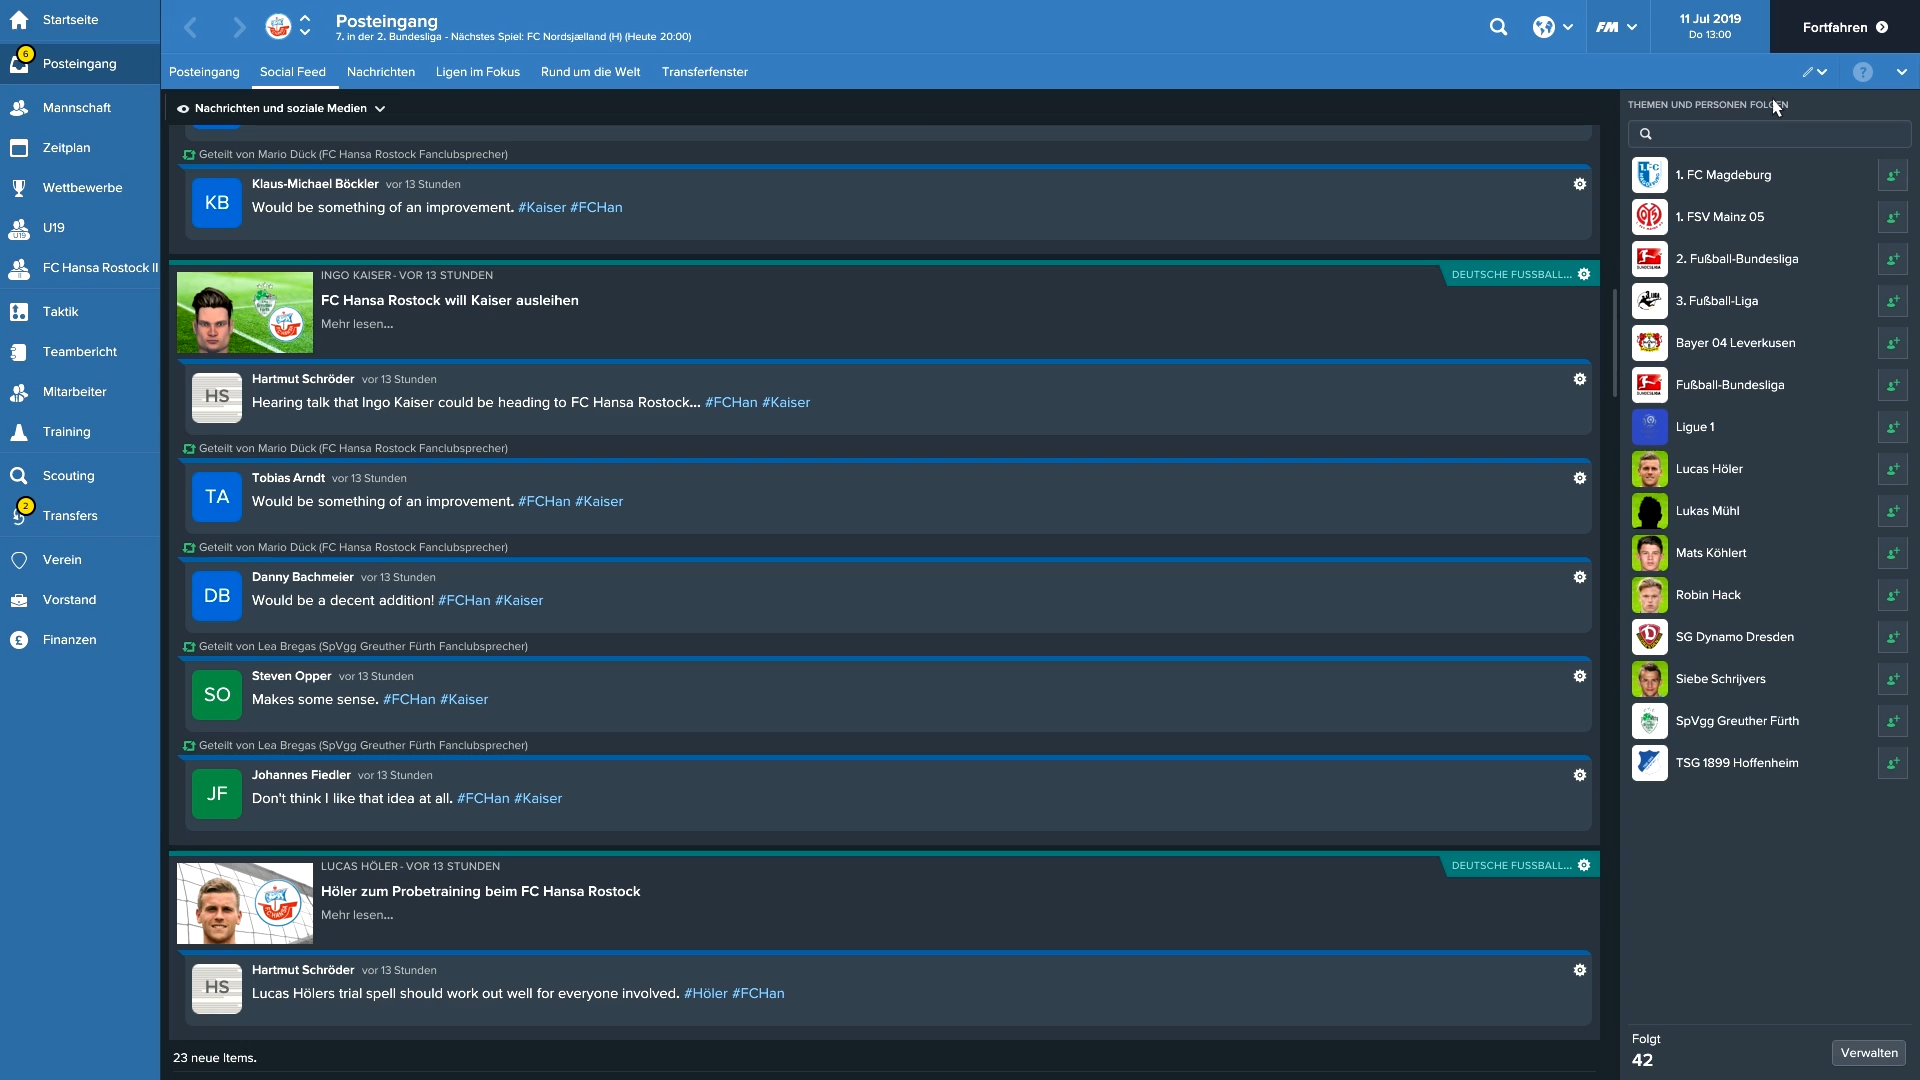 Startseite
6
Posteingang
Mannschaft
Zeitplan
Wettbewerbe
U19
U19
FC Hansa Rostock II
II
Taktik
Teambericht
Mitarbeiter
Training
Scouting
2
Transfers
Verein
Vorstand
Finanzen
Posteingang
7. in der 2. Bundesliga - Nächstes Spiel: FC Nordsjælland (H) (Heute 20:00)
FM
11 Jul 2019
Do 13:00
Fortfahren
Posteingang Social Feed Nachrichten Ligen im Fokus Rund um die Welt Transferfenster
?
Nachrichten und soziale Medien
Geteilt von Mario Dück (FC Hansa Rostock Fanclubsprecher)
KB
Klaus-Michael Böckler vor 13 Stunden
Would be something of an improvement. #Kaiser #FCHan
INGO KAISER - VOR 13 STUNDEN
DEUTSCHE FUSSBALL...
FC Hansa Rostock will Kaiser ausleihen
Mehr lesen...
HS
Hartmut Schröder vor 13 Stunden
Hearing talk that Ingo Kaiser could be heading to FC Hansa Rostock... #FCHan #Kaiser
Geteilt von Mario Dück (FC Hansa Rostock Fanclubsprecher)
TA
Tobias Arndt vor 13 Stunden
Would be something of an improvement. #FCHan #Kaiser
Geteilt von Mario Dück (FC Hansa Rostock Fanclubsprecher)
DB
Danny Bachmeier vor 13 Stunden
Would be a decent addition! #FCHan #Kaiser
Geteilt von Lea Bregas (SpVgg Greuther Fürth Fanclubsprecher)
SO
Steven Opper vor 13 Stunden
Makes some sense. #FCHan #Kaiser
Geteilt von Lea Bregas (SpVgg Greuther Fürth Fanclubsprecher)
JF
Johannes Fiedler vor 13 Stunden
Don't think I like that idea at all. #FCHan #Kaiser
LUCAS HÖLER - VOR 13 STUNDEN
DEUTSCHE FUSSBALL...
Höler zum Probetraining beim FC Hansa Rostock
Mehr lesen...
HS
Hartmut Schröder vor 13 Stunden
Lucas Hölers trial spell should work out well for everyone involved. #Höler #FCHan
23 neue Items.
THEMEN UND PERSONEN FOLGEN
1. FC Magdeburg
1. FSV Mainz 05
2. Fußball-Bundesliga
3. Fußball-Liga
Bayer 04 Leverkusen
Fußball-Bundesliga
Ligue 1
Lucas Höler
Lukas Mühl
Mats Köhlert
Robin Hack
SG Dynamo Dresden
Siebe Schrijvers
SpVgg Greuther Fürth
TSG 1899 Hoffenheim
Folgt
42
Verwalten